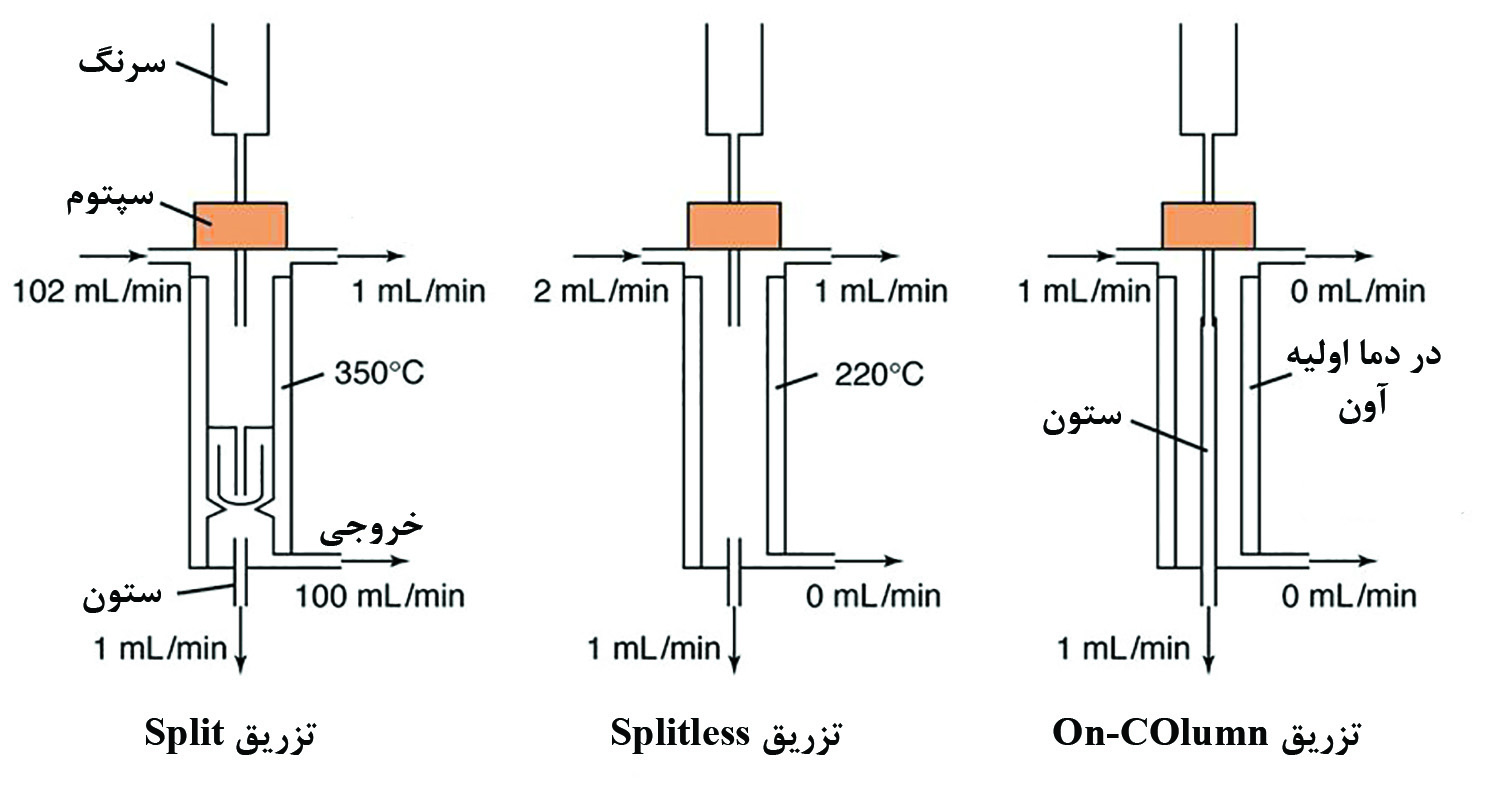 سرنگ
سپتوم
102 mL/min
1 mL/min
350°C
خروجی
ستون
100 mL/min
1 mL/min
تزریق Split
2 mL/min
1 mL/min
220°C
0 mL/min
1 mL/min
تزریق Splitless
1 mL/min
0 mL/min
در دما اولیه
آون
ستون
0 mL/min
1 mL/min
تزریق On-COlumn